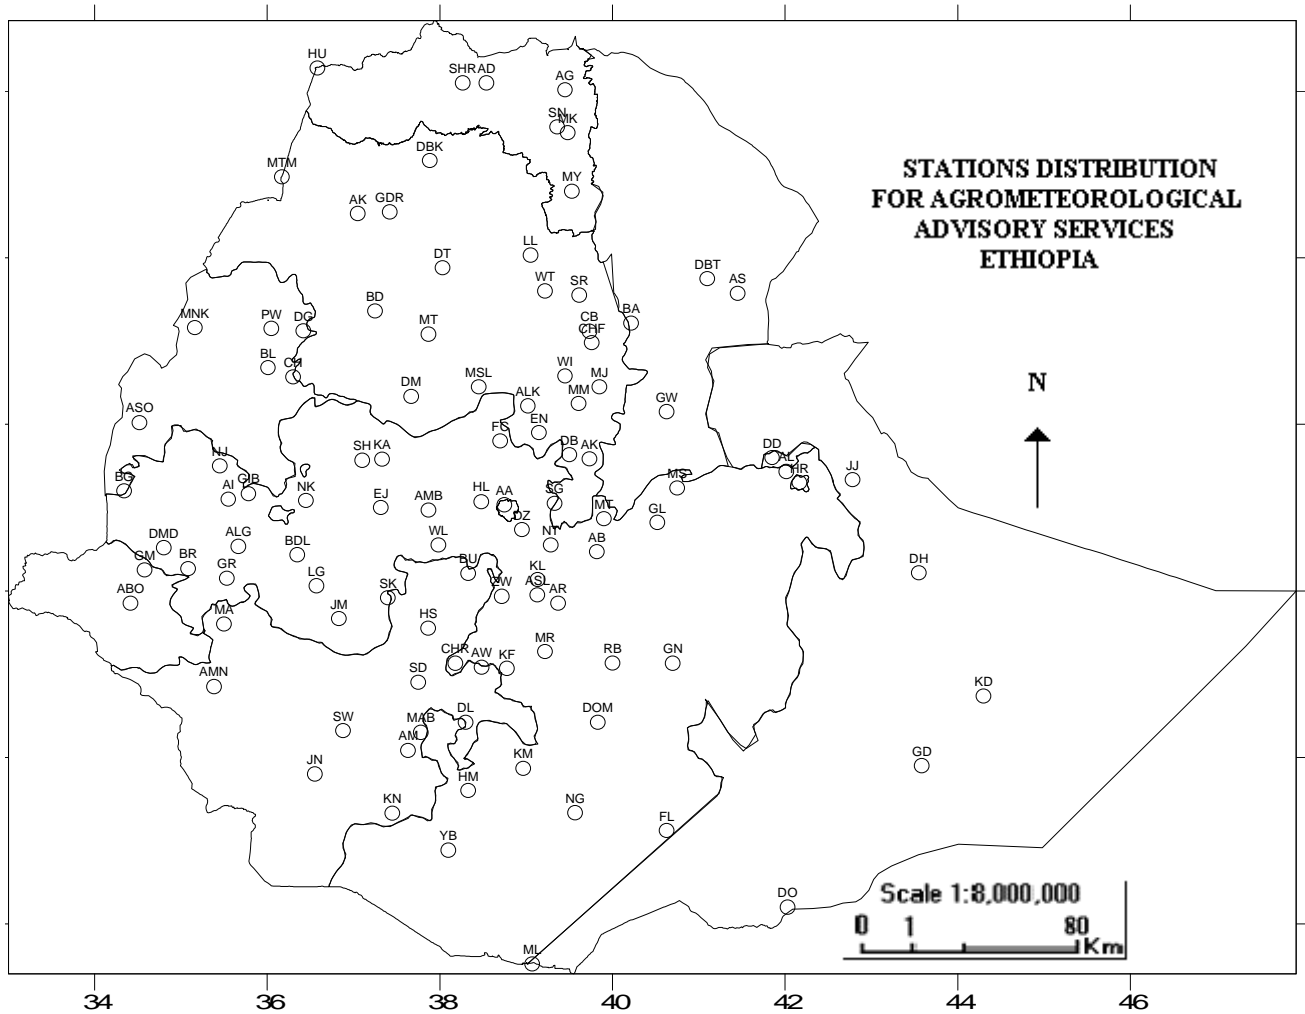 HU
SHR AD
AG
SN
MK
DBK
MTM
MY
AK GDR
STATIONS DISTRIBUTION
FOR AGROMETEOROLOGICAL
ADVISORY SERVICES
ETHIOPIA
LL
DT
DBT
AS
WT
SR
BD
BA
MNK
PW
DG
MT
CB
CHF
BL
CH
WI
MSL
MJ
DM
N
ALK
MM
GW
ASO
EN
FC
SH KA
DB
AK
DD
AL
HR
JJ
NJ
BG
AI
GIB
NK
MS
EJ
AMB
HL
AA
SG
MT
GL
DZ
DMD
ALG
BDL
WL
NT
AB
GM
BR
GR
LG
BU
KL
DH
ABO
SK
ZW
ASL
AR
MA
JM
HS
MR
CHR
AW
KF
RB
GN
AMN
SD
KD
SW
MAB
DL
DOM
AM
JN
KM
GD
HM
KN
NG
FL
YB
DO
Scale 1:8,000,000
0 1 80
Km
ML
34 36 38 40 42 44 46